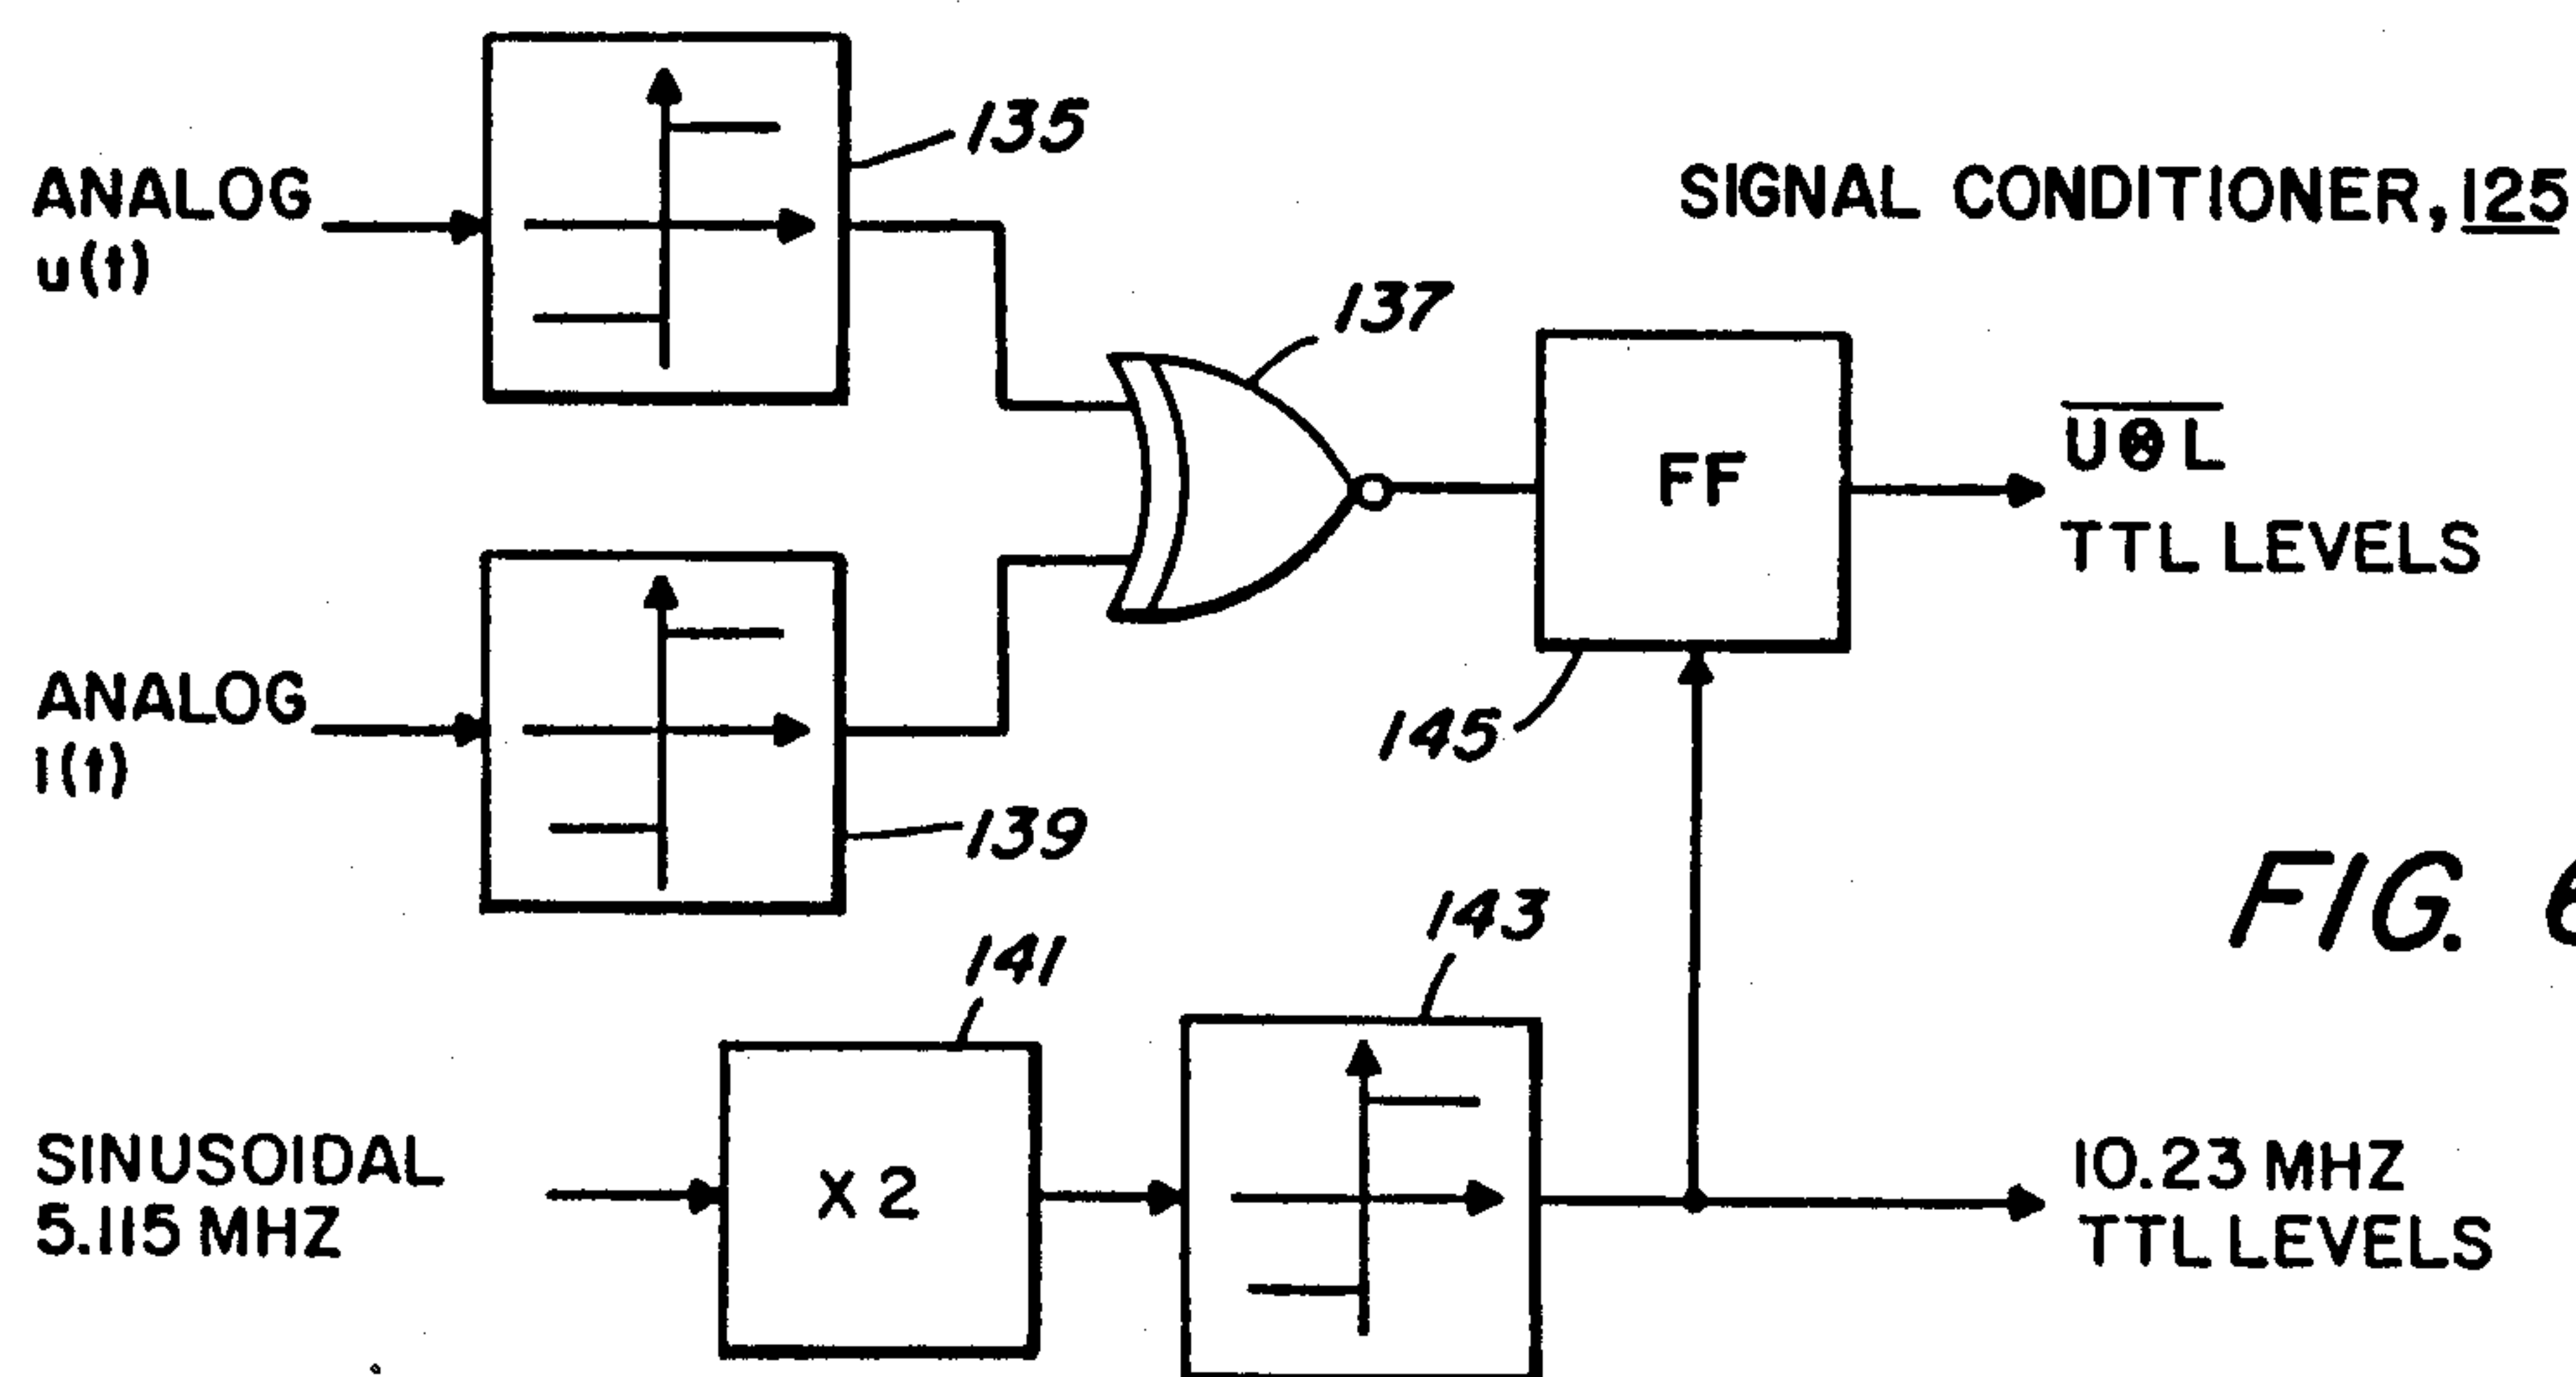 135
ANALOG
u(t)
SIGNAL CONDITIONER, 125
137
FF
U⊗L
TTL LEVELS
ANALOG
l(t)
145
139
FIG. 6
141
143
SINUSOIDAL
5.115 MHZ
X 2
10.23 MHZ
TTL LEVELS